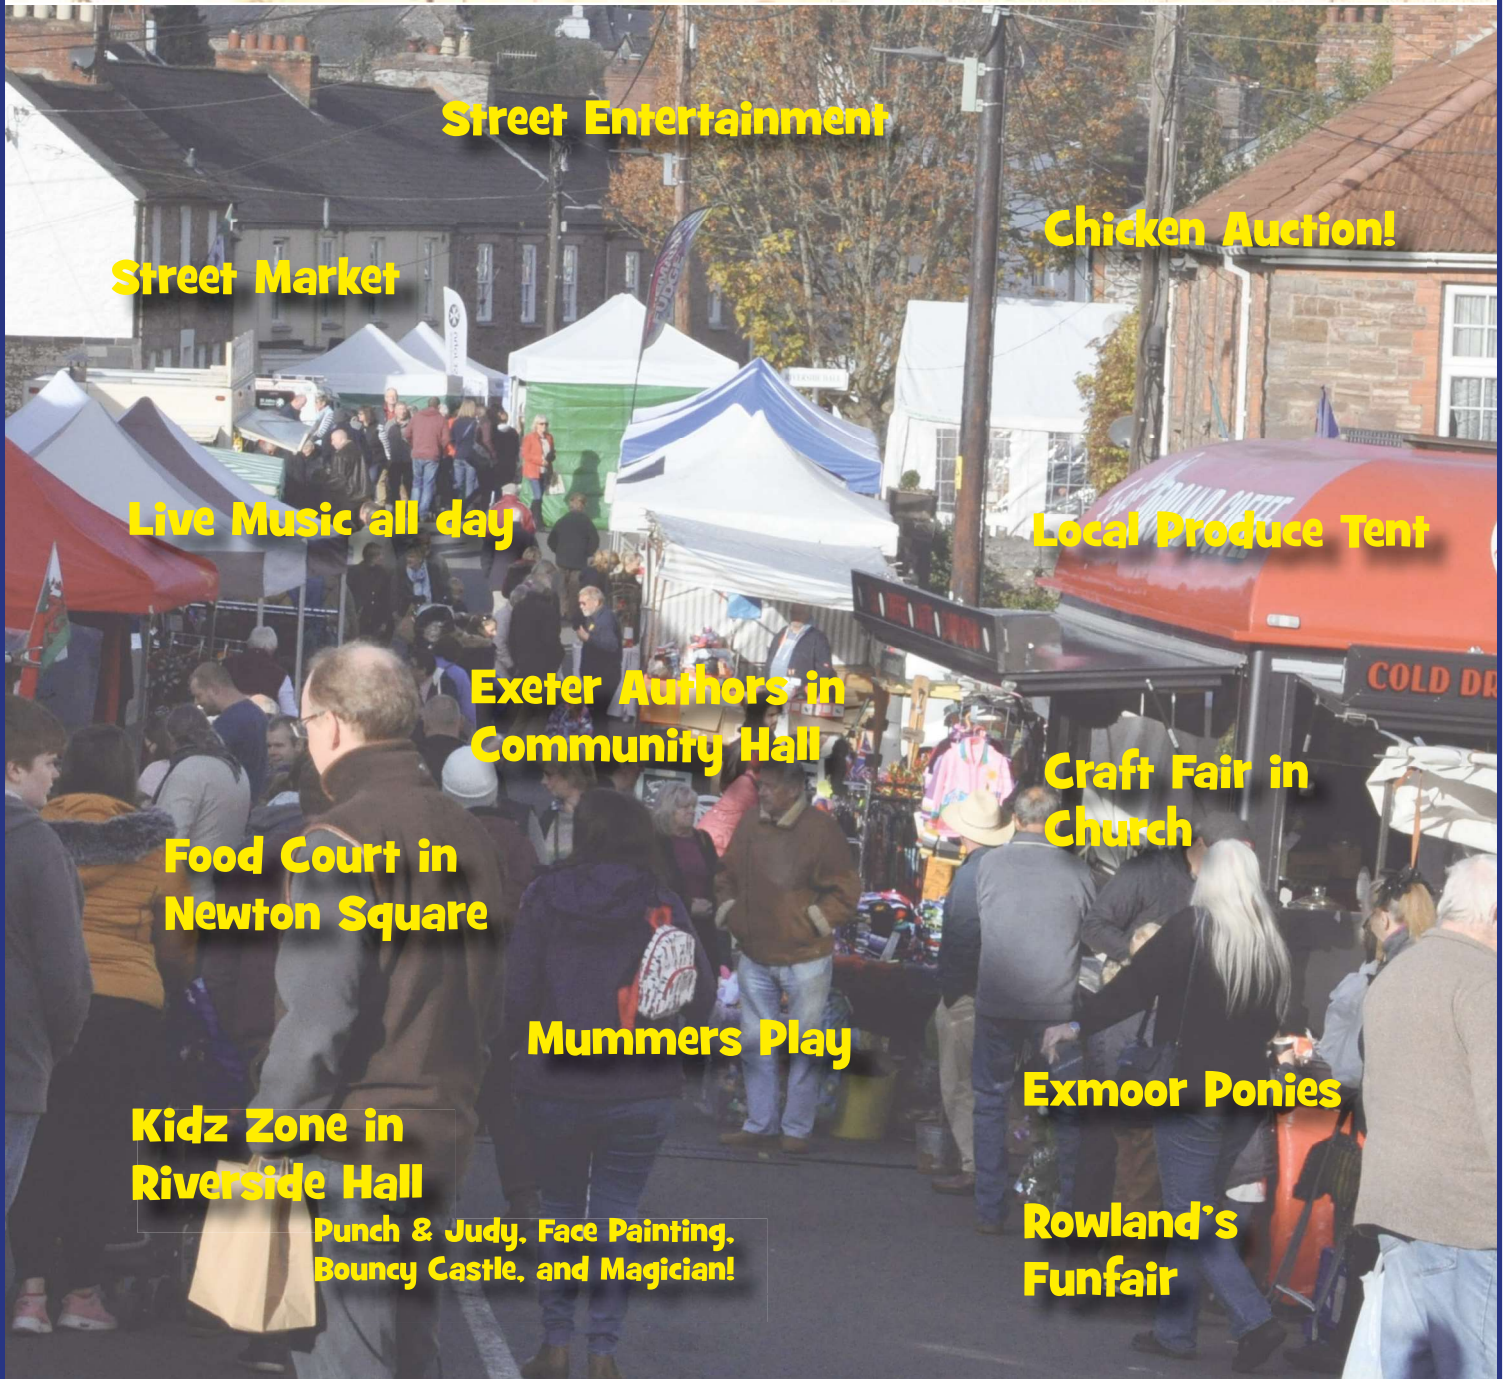 Street Entertainment
Chicken Auction!
Street Market
Live Music all day
Local Produce Tent
Exeter Authors in
Community Hall
COLD DR
Craft Fair in
Church
Food Court in
Newton Square
Mummers Play
Exmoor Ponies
Kidz Zone in
Riverside Hall
Punch & Judy, Face Painting,
Bouncy Castle, and Magician!
Rowland's
Funfair